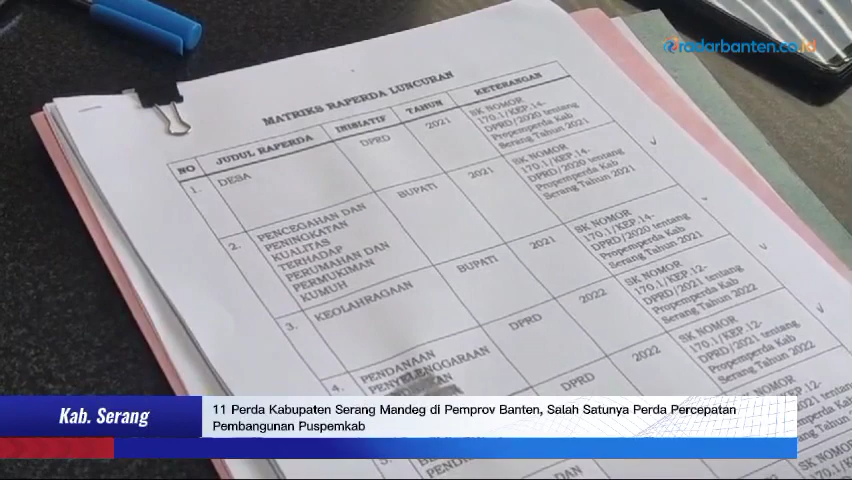 radarbanten.co.id
MATRIKS RAPERDA LUNCURAN
NO JUDUL RAPERDA INISIATIF TAHUN KETERANGAN
1. DESA DPRD 2021 SK NOMOR
170.1/KEP.14-
DPRD/2020 tentang
Propemperda Kab
Serang Tahun 2021
2. PENCEGAHAN DAN BUPATI 2021 SK NOMOR
PENINGKATAN 170.1/KEP.14-
KUALITAS DPRD/2020 tentang
TERHADAP Propemperda Kab
PERUMAHAN DAN Serang Tahun 2021
PERMUKIMAN
KUMUH
3. KEOLAHRAGAAN BUPATI 2021 SK NOMOR
170.1/KEP.14-
DPRD/2020 tentang
Propemperda Kab
Serang Tahun 2021
4. PENDANAAN DPRD 2022 SK NOMOR
PENYELENGGARAAN 170.1/KEP.12-
DPRD/2021 tentang
Propemperda Kab
Serang Tahun 2022
DPRD 2022 SK NOMOR
170.1/KEP.12-
DPRD/2021 tentang
Propemperda Kab
Serang Tahun 2022
DAN
SK NOMOR
Kab. Serang
11 Perda Kabupaten Serang Mandeg di Pemprov Banten, Salah Satunya Perda Percepatan
Pembangunan Puspemkab